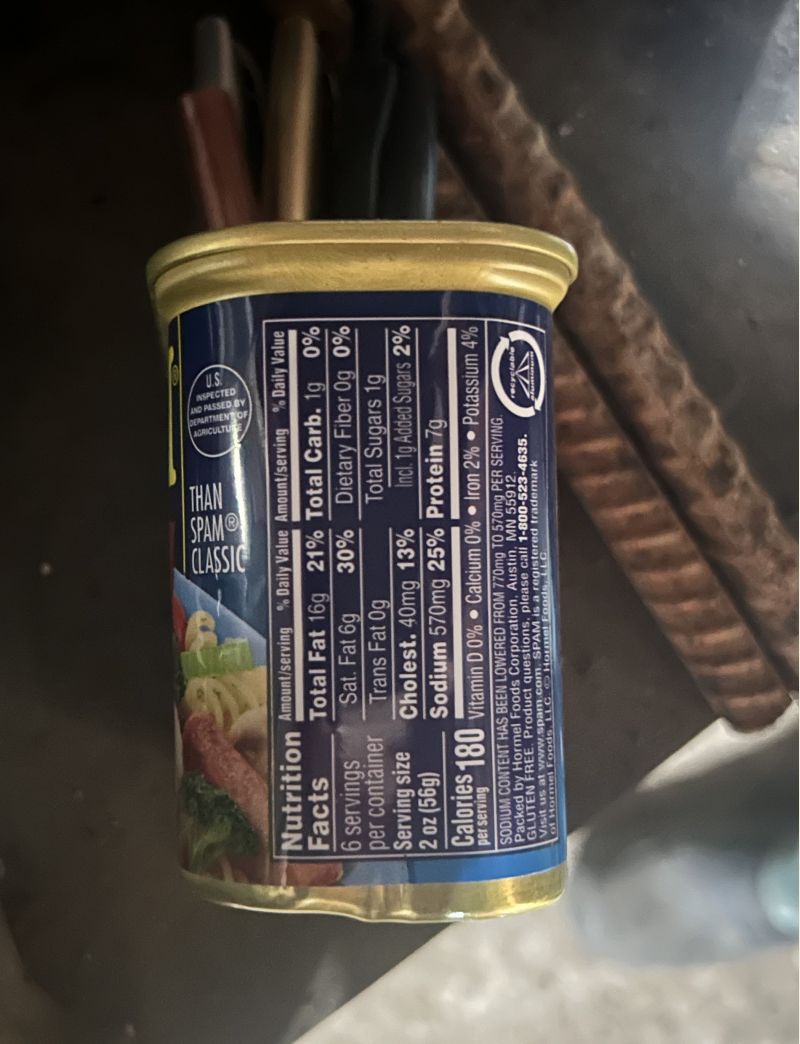 ®
U.S.
INSPECTED
AND PASSED BY
DEPARTMENT OF
AGRICULTURE
THAN
SPAM®
CLASSIC
Nutrition
Facts
6 servings
per container
Serving size
2 oz (56g)
Calories 180
per serving
Amount/serving % Daily Value
Total Fat 16g 21%
Sat. Fat 6g 30%
Trans Fat 0g
Cholest. 40mg 13%
Sodium 570mg 25%
Amount/serving % Daily Value
Total Carb. 1g 0%
Dietary Fiber 0g 0%
Total Sugars 1g
Incl. 1g Added Sugars 2%
Protein 7g
Vitamin D 0% • Calcium 0% • Iron 2% • Potassium 4%
SODIUM CONTENT HAS BEEN LOWERED FROM 770mg TO 570mg PER SERVING.
Packed by Hormel Foods Corporation, Austin, MN 55912.
GLUTEN FREE. Product questions, please call 1-800-523-4635.
Visit us at www.spam.com. SPAM is a registered trademark
of Hormel Foods, LLC. © Hormel Foods, LLC
recyclable
aluminum